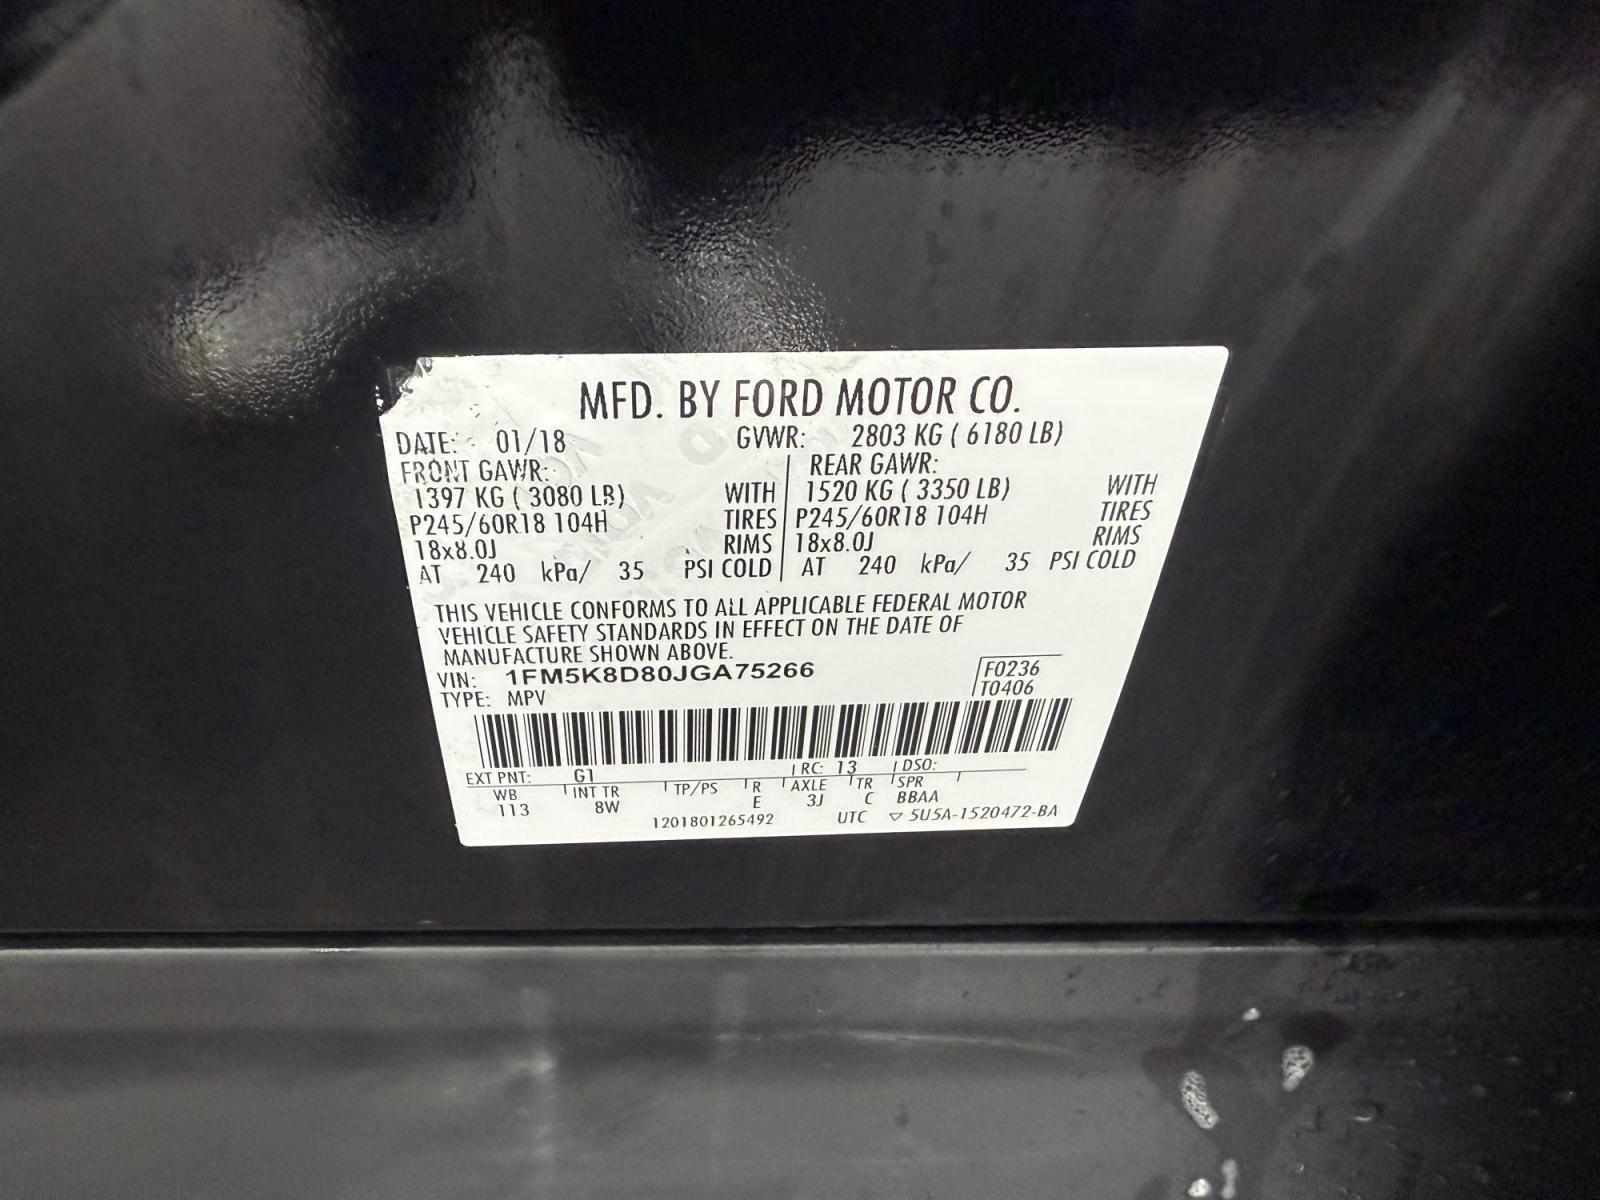 MFD. BY FORD MOTOR CO.
DATE: 01/18 GVWR: 2803 KG ( 6180 LB)
FRONT GAWR: REAR GAWR:
1397 KG ( 3080 LB) WITH 1520 KG ( 3350 LB) WITH
P245/60R18 104H TIRES P245/60R18 104H TIRES
18x8.0J RIMS 18x8.0J RIMS
AT 240 kPa/ 35 PSI COLD AT 240 kPa/ 35 PSI COLD
THIS VEHICLE CONFORMS TO ALL APPLICABLE FEDERAL MOTOR
VEHICLE SAFETY STANDARDS IN EFFECT ON THE DATE OF
MANUFACTURE SHOWN ABOVE.
VIN: 1FM5K8D80JGA75266 F0236
TYPE: MPV T0406
EXT PNT: G1 RC: 13 DSO:
WB INT TR TP/PS R AXLE TR SPR
113 8W E 3J C BBAA
1201801265492 UTC ▽ 5U5A-1520472-BA